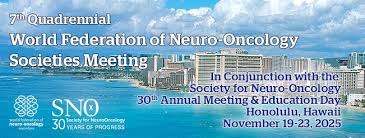 7th Quadrennial
World Federation of Neuro-Oncology
Societies Meeting
In Conjunction with the
Society for Neuro-Oncology
30th Annual Meeting & Education Day
Honolulu, Hawaii
November 19-23, 2025
world federation of
neuro-oncology
societies
SNO
Society for NeuroOncology
30 YEARS OF PROGRESS